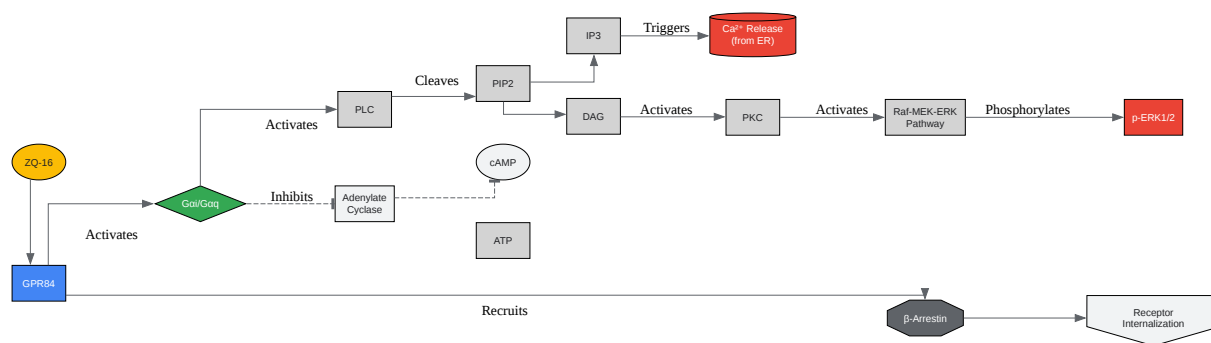 IP3
Triggers
Ca²⁺ Release
(from ER)
Cleaves
PIP2
PLC
Activates
DAG
Activates
PKC
Activates
Raf-MEK-ERK
Pathway
Phosphorylates
p-ERK1/2
ZQ-16
cAMP
Gαi/Gαq
Inhibits
Adenylate
Cyclase
Activates
ATP
GPR84
Recruits
β-Arrestin
Receptor
Internalization